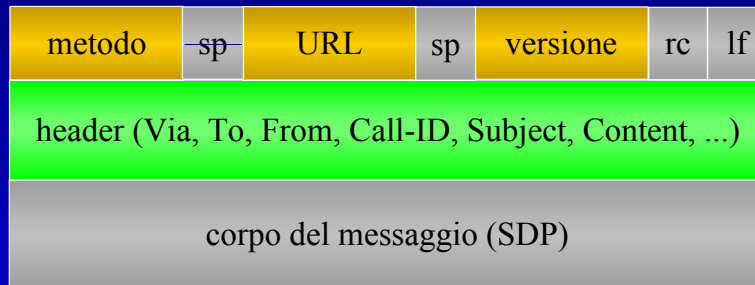 metodo sp URL sp versione rc lf
header (Via, To, From, Call-ID, Subject, Content, ...)
corpo del messaggio (SDP)